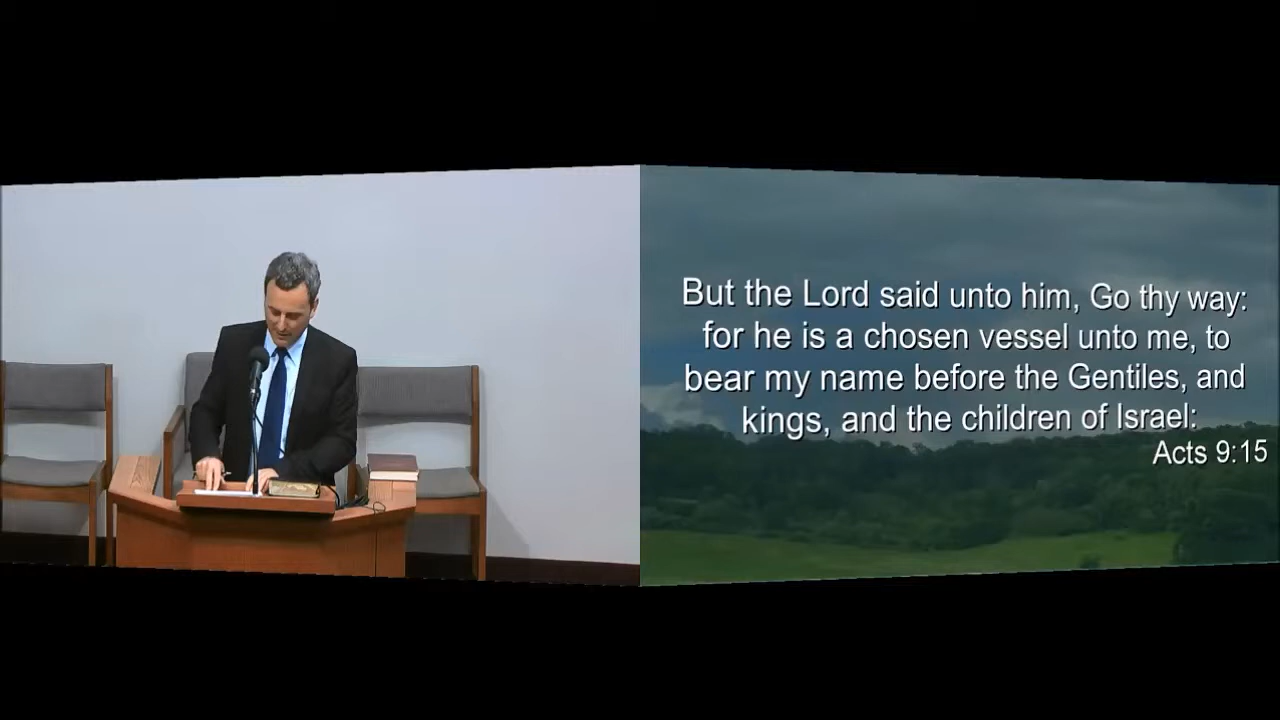 But the Lord said unto him, Go thy way:
for he is a chosen vessel unto me, to
bear my name before the Gentiles, and
kings, and the children of Israel:
Acts 9:15